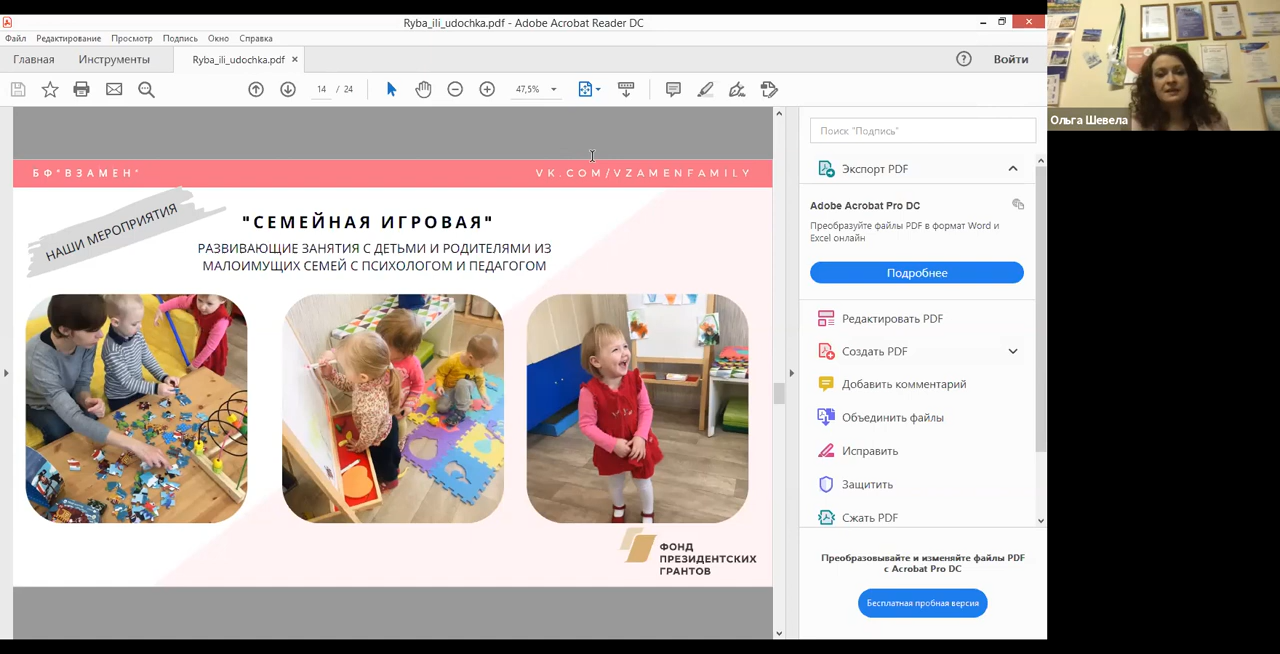 Ryba_ili_udochka.pdf - Adobe Acrobat Reader DC
Файл Редактирование Просмотр Подпись Окно Справка
Главная Инструменты Ryba_ili_udochka.pdf × Войти
14 / 24 47,5%
БФ"ВЗАМЕН"
VK.COM/VZAMENFAMILY
НАШИ МЕРОПРИЯТИЯ
"СЕМЕЙНАЯ ИГРОВАЯ"
РАЗВИВАЮЩИЕ ЗАНЯТИЯ С ДЕТЬМИ И РОДИТЕЛЯМИ ИЗ
МАЛОИМУЩИХ СЕМЕЙ С ПСИХОЛОГОМ И ПЕДАГОГОМ
ФОНД
ПРЕЗИДЕНТСКИХ
ГРАНТОВ
Поиск "Подпись"
Экспорт PDF
Adobe Acrobat Pro DC
Преобразуйте файлы PDF в формат Word и
Excel онлайн
Подробнее
Редактировать PDF
Создать PDF
Добавить комментарий
Объединить файлы
Исправить
Защитить
Сжать PDF
Преобразовывайте и изменяйте файлы PDF
с Acrobat Pro DC
Бесплатная пробная версия
Ольга Шевела